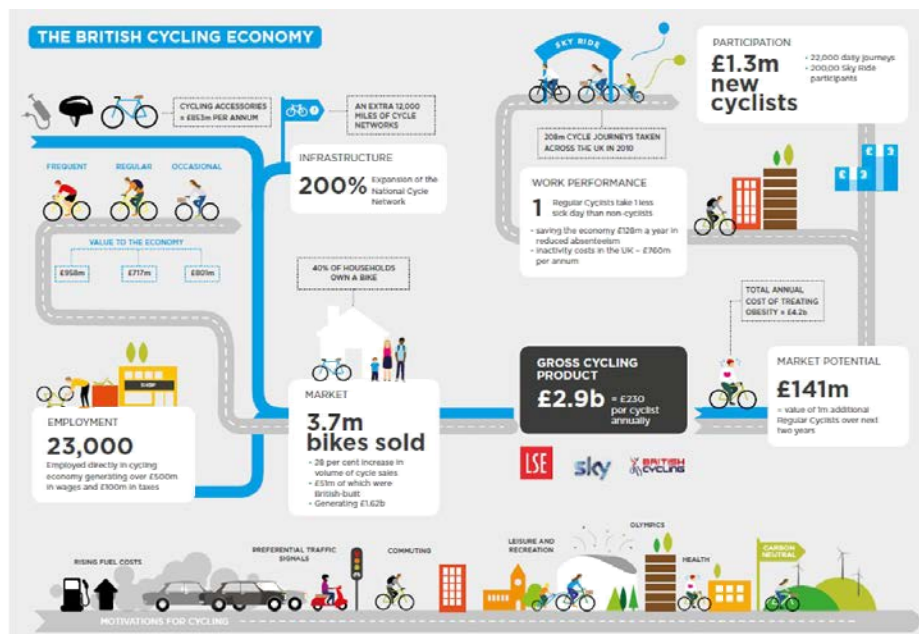 THE BRITISH CYCLING ECONOMY
CYCLING ACCESSORIES
= £853m PER ANNUM
AN EXTRA 12,000
MILES OF CYCLE
NETWORKS
INFRASTRUCTURE
200%
Expansion of the
National Cycle
Network
FREQUENT
REGULAR
OCCASIONAL
VALUE TO THE ECONOMY
£958m
£717m
£801m
40% OF HOUSEHOLDS
OWN A BIKE
SHOP
EMPLOYMENT
23,000
Employed directly in cycling
economy generating over £500m
in wages and £100m in taxes
MARKET
3.7m
bikes sold
- 28 per cent increase in
volume of cycle sales
- £51m of which were
British-built
- Generating £1.62b
SKY RIDE
208m CYCLE JOURNEYS TAKEN
ACROSS THE UK IN 2010
WORK PERFORMANCE
1
Regular Cyclists take 1 less
sick day than non-cyclists
- saving the economy £128m a year in
reduced absenteeism
- Inactivity costs in the UK – £760m
per annum
PARTICIPATION
£1.3m
new
cyclists
- 22,000 daily journeys
- 200,00 Sky Ride
participants
£ 3
£ 3
TOTAL ANNUAL
COST OF TREATING
OBESITY = £4.2b
GROSS CYCLING
PRODUCT
£2.9b
= £230
per cyclist
annually
MARKET POTENTIAL
£141m
= value of 1m additional
Regular Cyclists over next
two years
LSE
sky
BRITISH
CYCLING
RISING FUEL COSTS
PREFERENTIAL TRAFFIC
SIGNALS
COMMUTING
LEISURE AND
RECREATION
OLYMPICS
HEALTH
CARBON
NEUTRAL
MOTIVATIONS FOR CYCLING